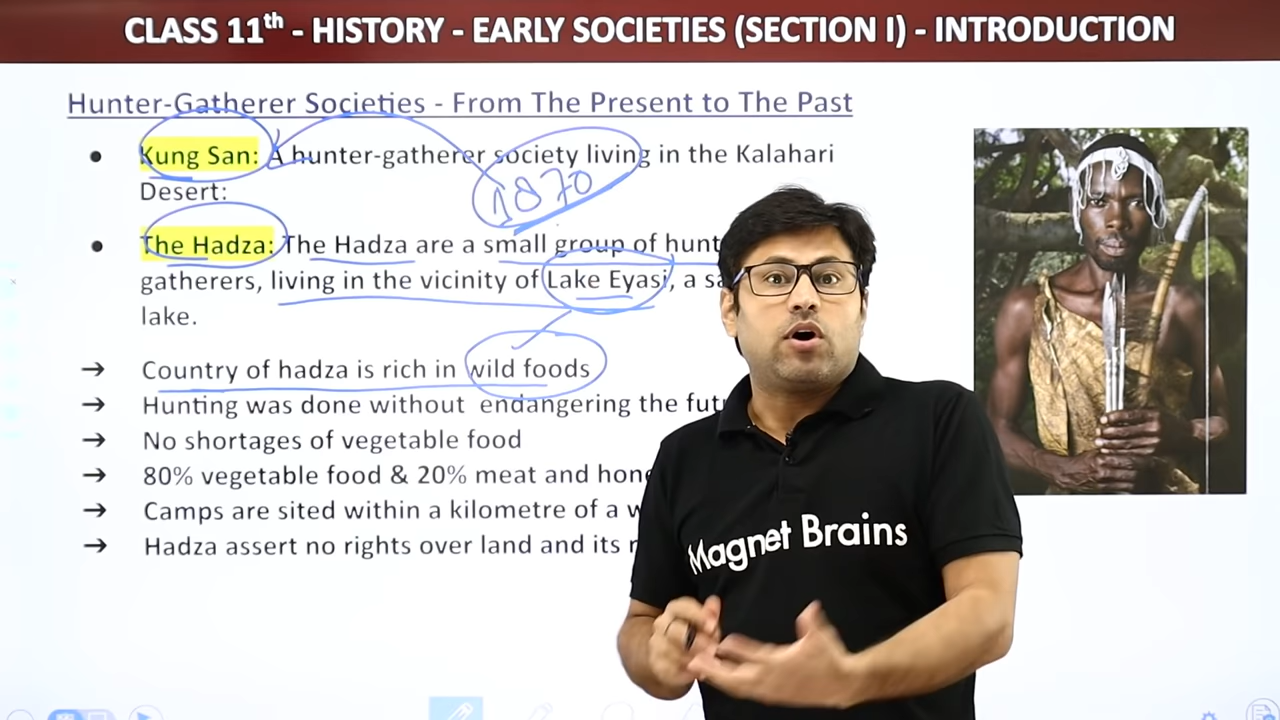 CLASS 11th - HISTORY - EARLY SOCIETIES (SECTION I) - INTRODUCTION
Hunter-Gatherer Societies - From The Present to The Past
● Kung San: A hunter-gatherer society living in the Kalahari
Desert:
1870
● The Hadza: The Hadza are a small group of hunt
gatherers, living in the vicinity of Lake Eyasi, a sa
lake.
➔ Country of hadza is rich in wild foods
➔ Hunting was done without endangering the futu
➔ No shortages of vegetable food
➔ 80% vegetable food & 20% meat and hone
➔ Camps are sited within a kilometre of a w
➔ Hadza assert no rights over land and its r
Magnet Brains